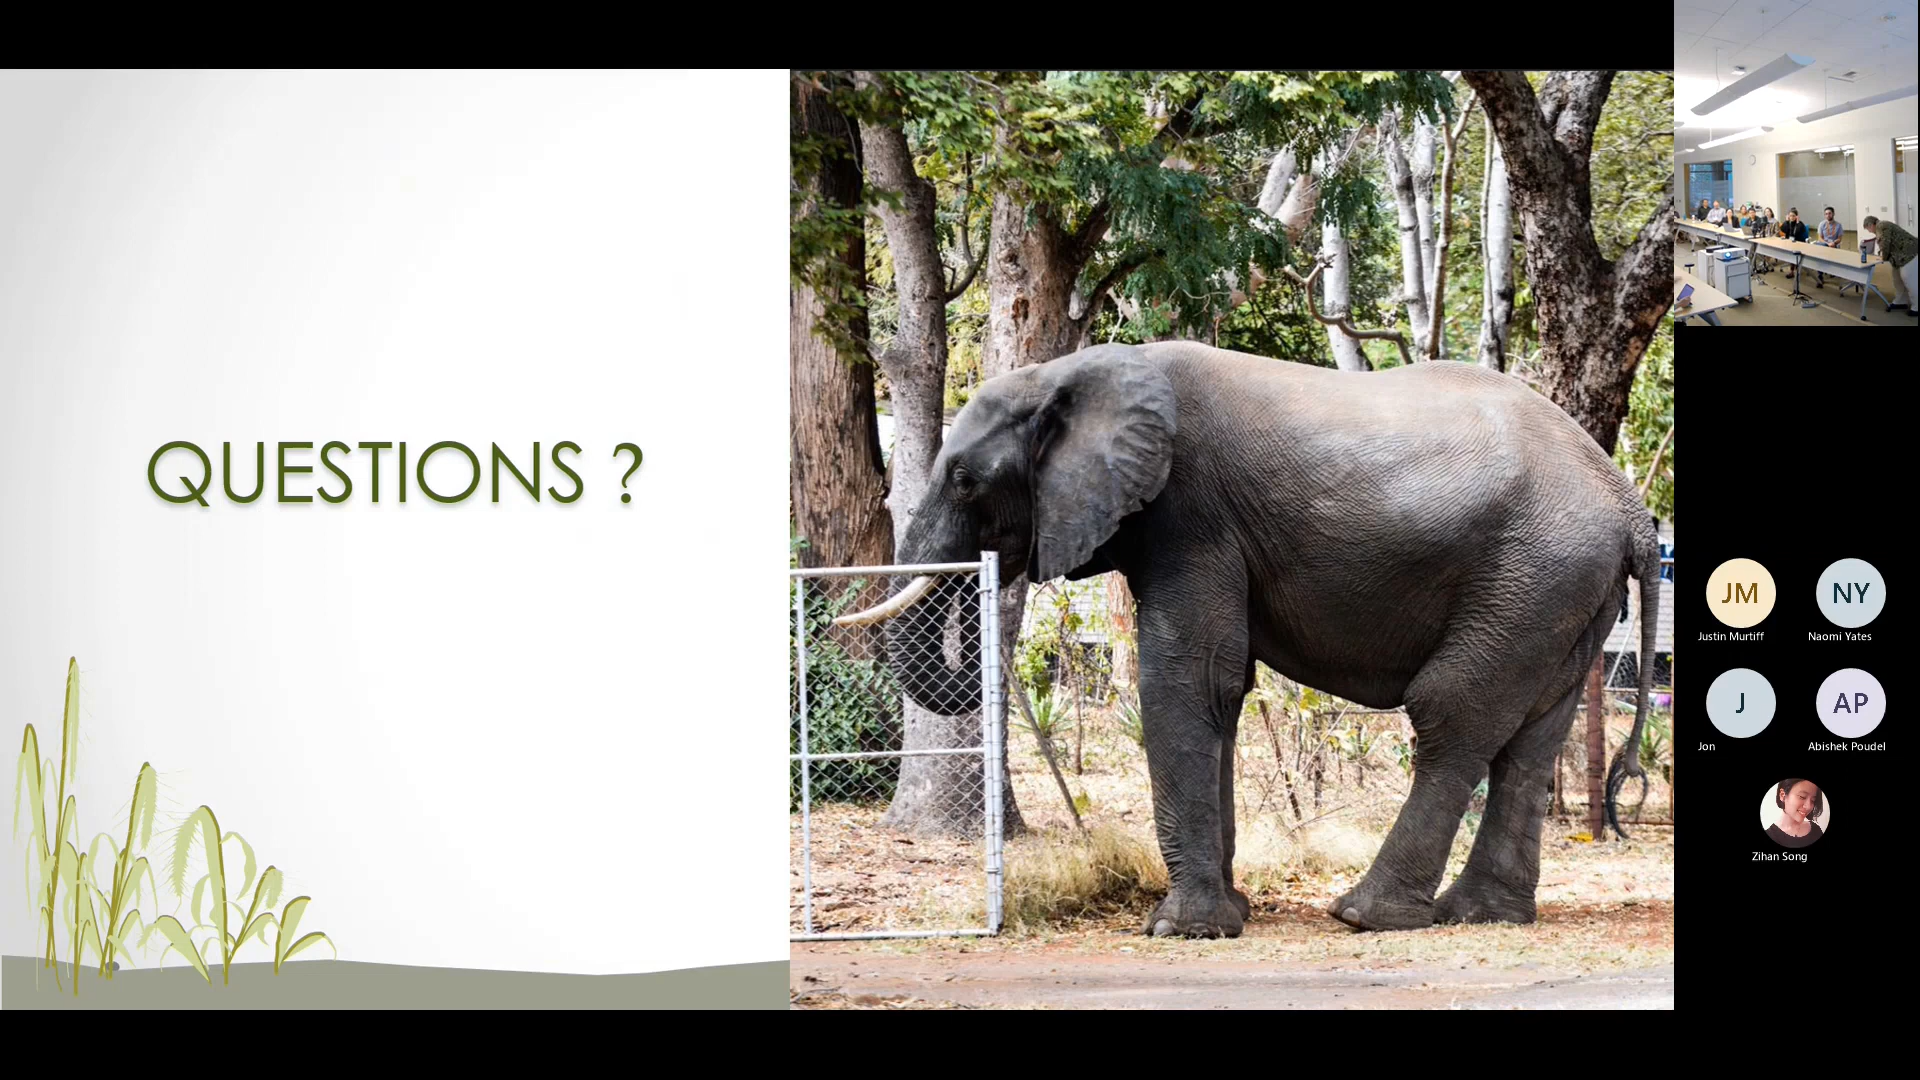 QUESTIONS ?
JM
Justin Murtiff
NY
Naomi Yates
J
Jon
AP
Abishek Poudel
Zihan Song